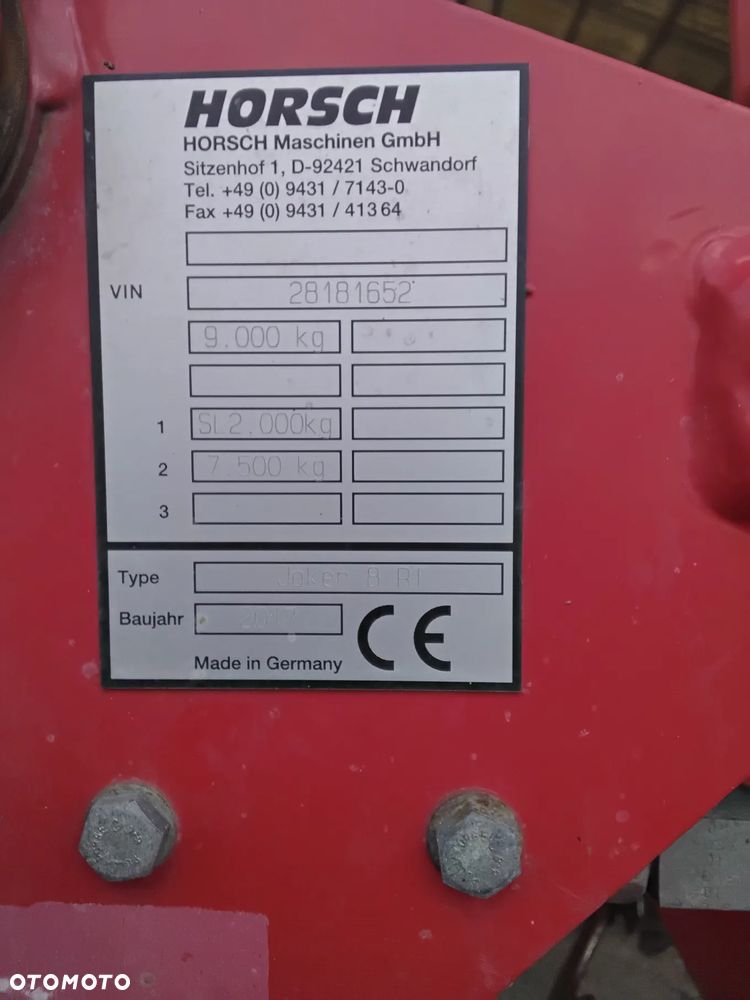 HORSCH
HORSCH Maschinen GmbH
Sitzenhof 1, D-92421 Schwandorf
Tel. +49 (0) 9431 / 7143-0
Fax +49 (0) 9431 / 413 64
VIN 28181652
9.000 kg
1 SL2.000kg
2 7.500 kg
3
Type Joker 8 RT
Baujahr 2017
CE
Made in Germany
OTOMOTO